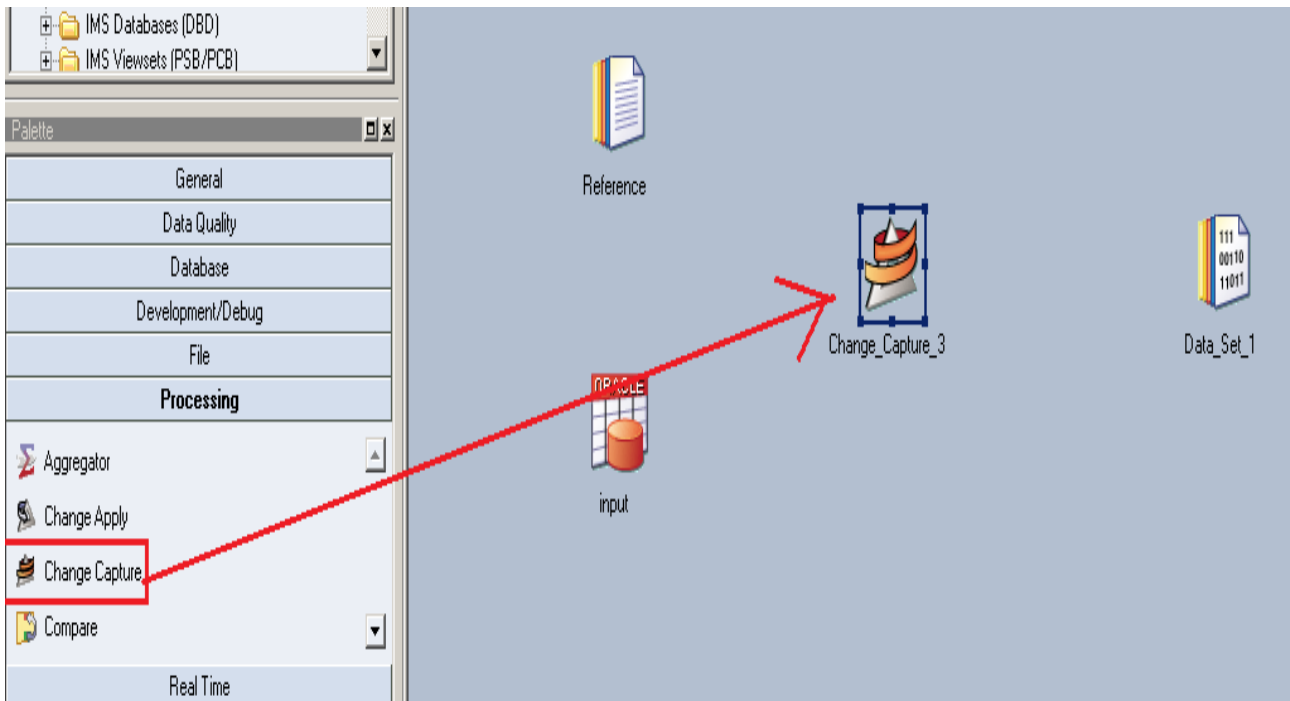 IMS Databases (DBD)
IMS Viewsets (PSB/PCB)
Palette
General
Data Quality
Database
Development/Debug
File
Processing
Aggregator
Change Apply
Change Capture
Compare
Real Time
Reference
Change_Capture_3
111
00110
11011
Data_Set_1
ORACLE
input